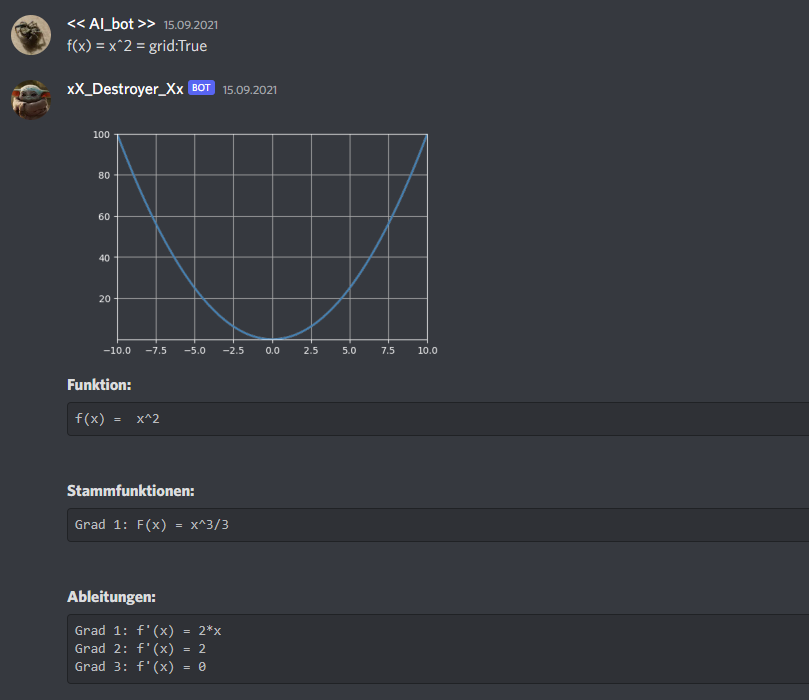 << AI_bot >> 15.09.2021
f(x) = x^2 = grid:True
xX_Destroyer_Xx BOT 15.09.2021
100
80
60
40
20
−10.0 −7.5 −5.0 −2.5 0.0 2.5 5.0 7.5 10.0
Funktion:
f(x) =  x^2
Stammfunktionen:
Grad 1: F(x) = x^3/3
Ableitungen:
Grad 1: f'(x) = 2*x
Grad 2: f'(x) = 2
Grad 3: f'(x) = 0